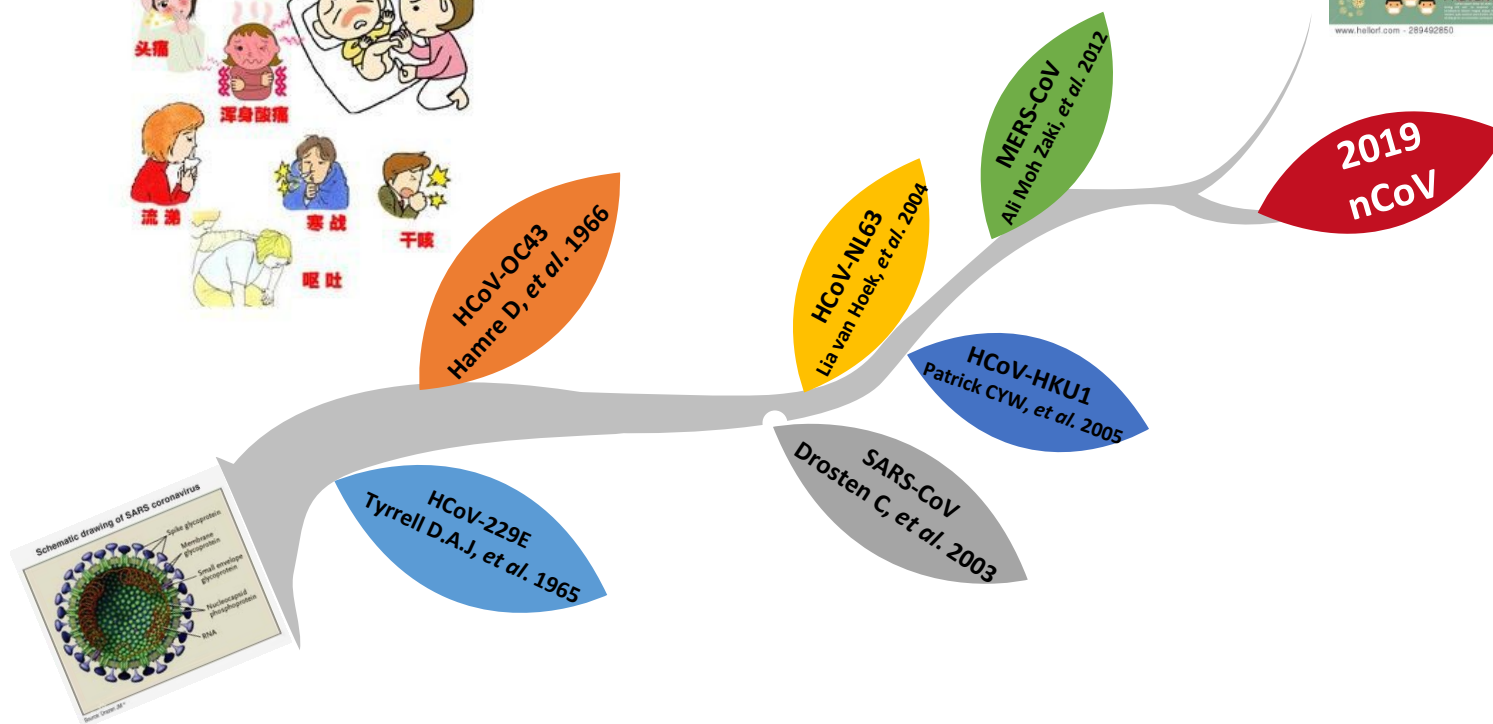 头痛
浑身酸痛
流 涕
寒 战
干咳
呕 吐
www.hellorf.com - 289492850
2019
nCoV
MERS-CoV
Ali Moh Zaki, et al. 2012
HCoV-NL63
Lia van Hoek, et al. 2004
HCoV-OC43
Hamre D, et al. 1966
HCoV-HKU1
Patrick CYW, et al. 2005
SARS-CoV
Drosten C, et al. 2003
HCoV-229E
Tyrrell D.A.J, et al. 1965
Schematic drawing of SARS coronavirus
Spike glycoprotein
Membrane
glycoprotein
Small envelope
glycoprotein
Nucleocapsid
phosphoprotein
RNA